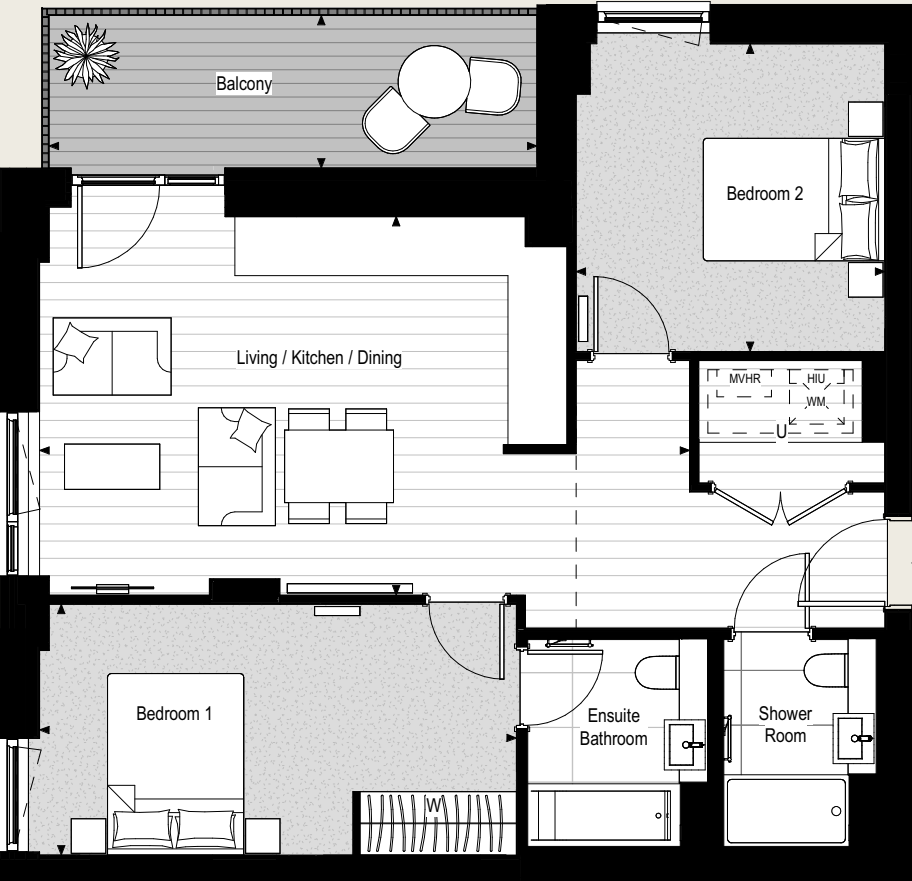 Balcony
Bedroom 2
Living / Kitchen / Dining
MVHR
HIU
WM
U
Bedroom 1
Ensuite
Bathroom
Shower
Room
W